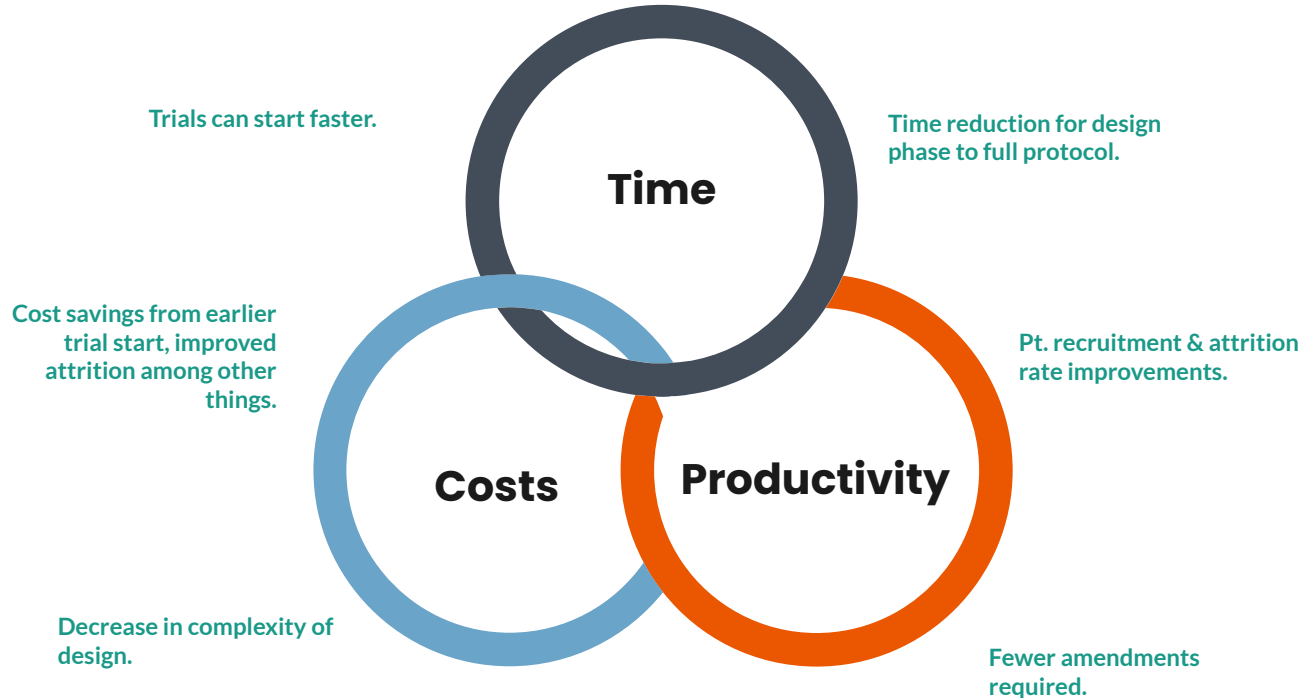 Trials can start faster.
Time reduction for design
phase to full protocol.
Time
Cost savings from earlier
trial start, improved
attrition among other
things.
Pt. recruitment & attrition
rate improvements.
Costs
Productivity
Decrease in complexity of
design.
Fewer amendments
required.